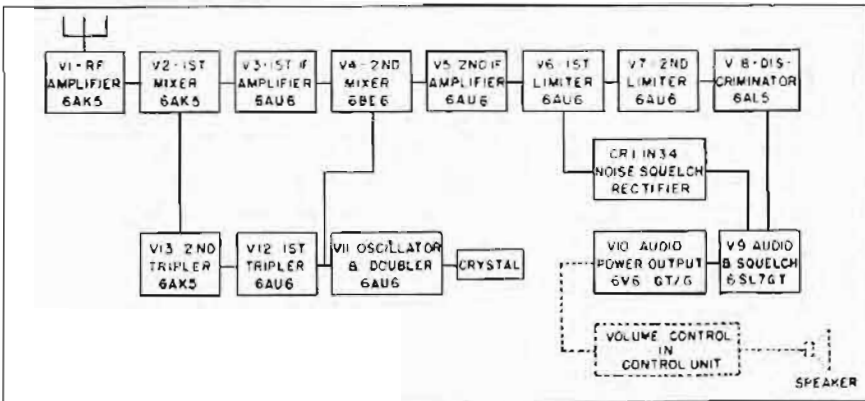 V1-RF
AMPLIFIER
6AK5
V2-1ST
MIXER
6AK5
V3-1ST IF
AMPLIFIER
6AU6
V4-2ND
MIXER
6BE6
V5 2ND IF
AMPLIFIER
6AU6
V6-1ST
LIMITER
6AU6
V7-2ND
LIMITER
6AU6
V8-DIS-
CRIMINATOR
6AL5
CR1 IN34
NOISE SQUELCH
RECTIFIER
V13 2ND
TRIPLER
6AK5
V12 1ST
TRIPLER
6AU6
V11 OSCILLATOR
& DOUBLER
6AU6
CRYSTAL
V10 AUDIO
POWER OUTPUT
6V6 GT/G
V9 AUDIO
& SQUELCH
6SL7GT
VOLUME CONTROL
IN
CONTROL UNIT
SPEAKER